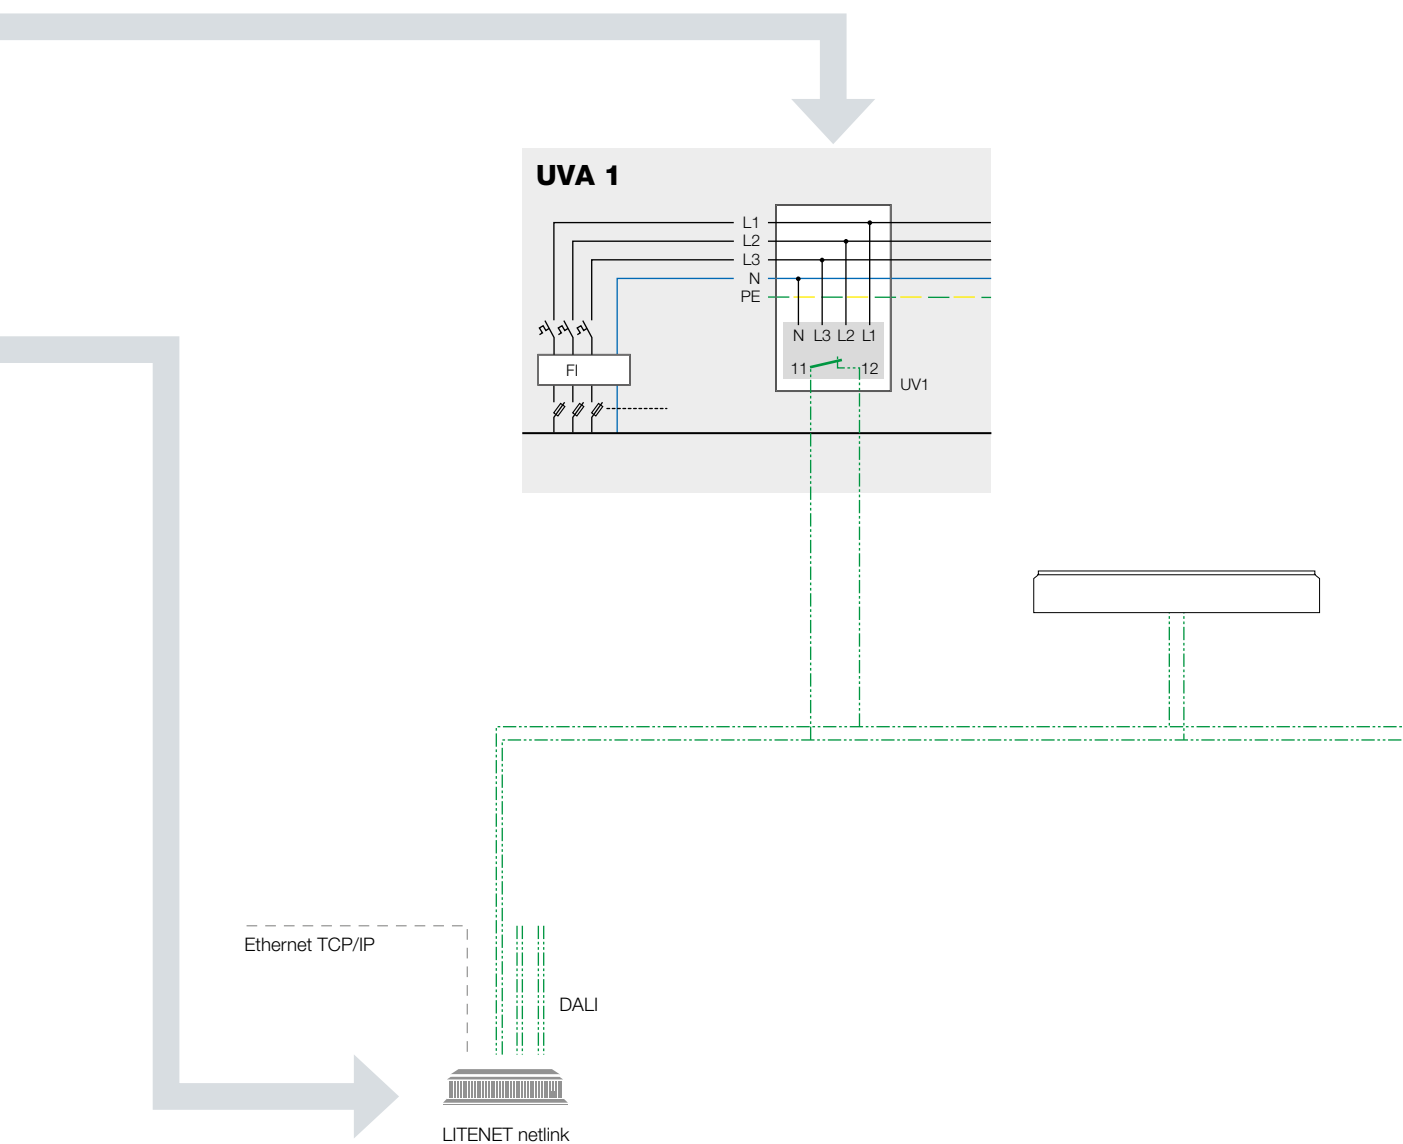 UVA 1
L1
L2
L3
N
PE
N L3 L2 L1
11 12
FI
UV1
Ethernet TCP/IP
DALI
LITENET netlink